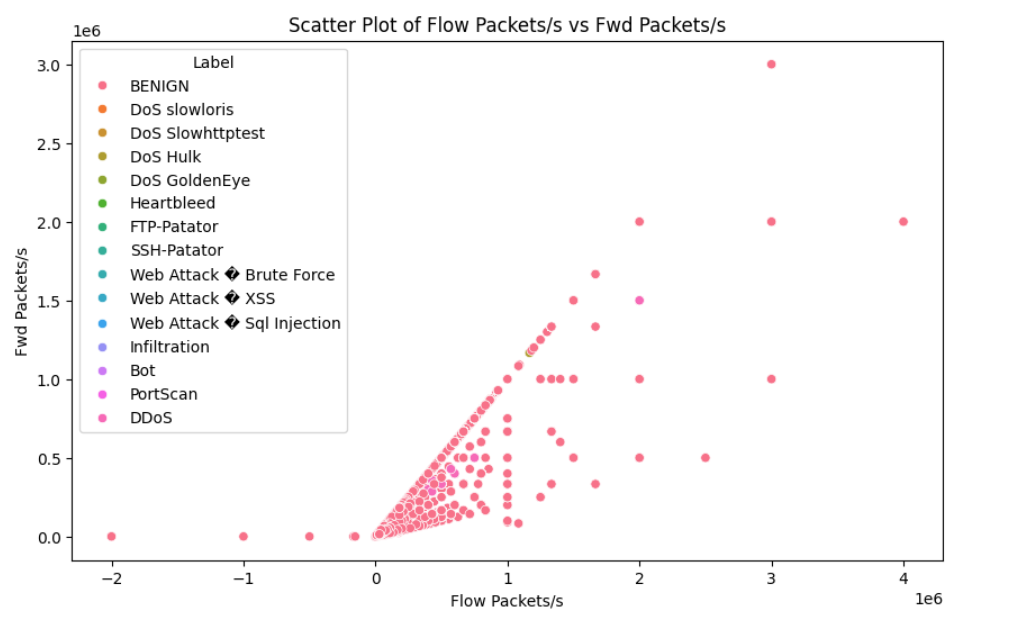 Scatter Plot of Flow Packets/s vs Fwd Packets/s
1e6
Label
BENIGN
DoS slowloris
DoS Slowhttptest
DoS Hulk
DoS GoldenEye
Heartbleed
FTP-Patator
SSH-Patator
Web Attack � Brute Force
Web Attack � XSS
Web Attack � Sql Injection
Infiltration
Bot
PortScan
DDoS
Fwd Packets/s
3.0
2.5
2.0
1.5
1.0
0.5
0.0
−2 −1 0 1 2 3 4
Flow Packets/s
1e6